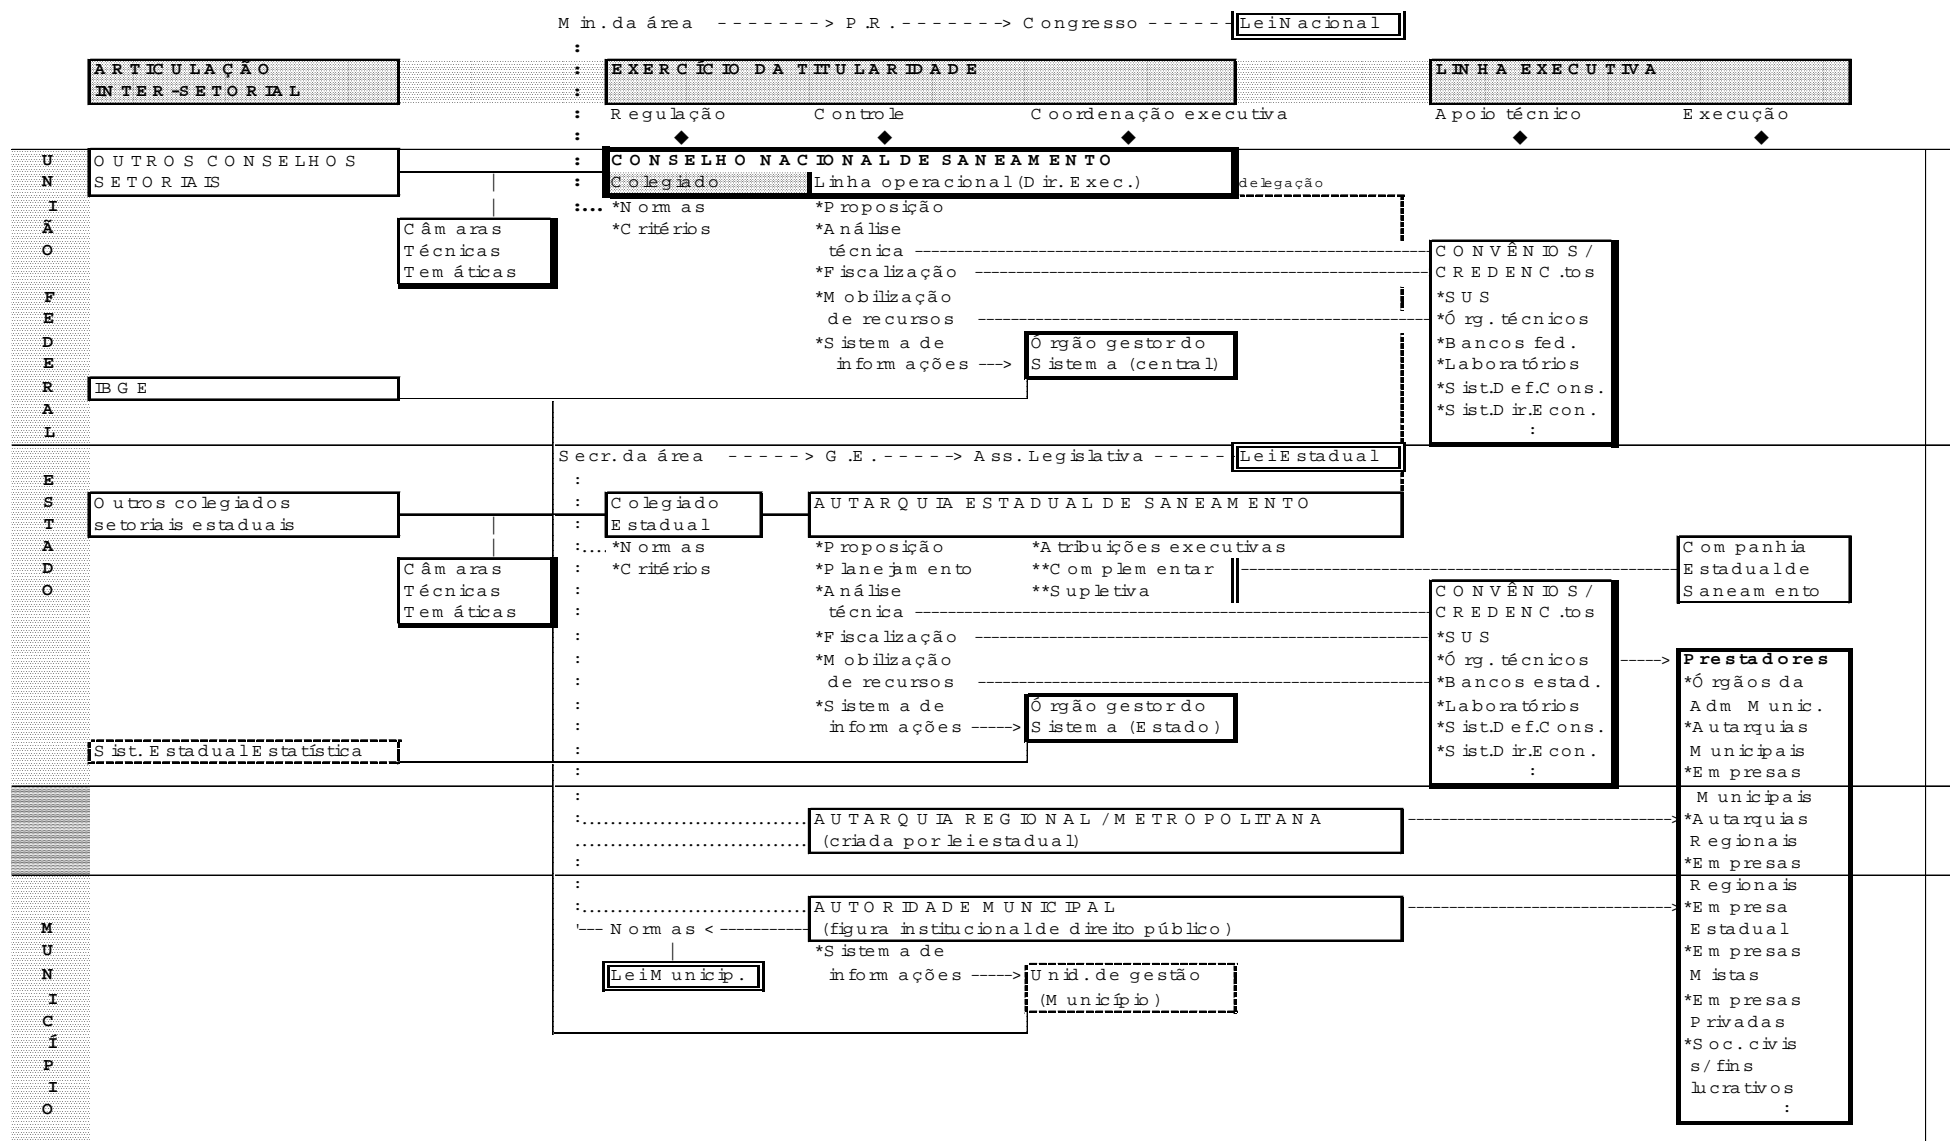 Min. da área -------> P.R. -------> Congresso ------ Lei Nacional
ARTICULAÇÃO
INTER-SETORIAL
EXERCÍCIO DA TITULARIDADE
LINHA EXECUTIVA
Regulação
Controle
Coordenação executiva
Apoio técnico
Execução
UNIÃO FEDERAL
OUTROS CONSELHOS
SETORIAIS
CONSELHO NACIONAL DE SANEAMENTO
Colegiado
Linha operacional (Dir. Exec.)
delegação
*Normas
*Critérios
*Proposição
*Análise
técnica
*Fiscalização
*Mobilização
de recursos
*Sistema de
informações --->
Câmaras
Técnicas
Temáticas
Órgão gestor do
Sistema (central)
CONVÊNIOS/
CREDENC.tos
*SUS
*Órg. técnicos
*Bancos fed.
*Laboratórios
*Sist.Def.Cons.
*Sist.Dir.Econ.
:
IBGE
ESTADO
Secr. da área -----> G.E. -----> Ass. Legislativa ----- Lei Estadual
Outros colegiados
setoriais estaduais
Colegiado
Estadual
AUTARQUIA ESTADUAL DE SANEAMENTO
*Normas
*Critérios
*Proposição
*Planejamento
*Análise
técnica
*Fiscalização
*Mobilização
de recursos
*Sistema de
informações ----->
*Atribuições executivas
**Complementar
**Supletiva
Câmaras
Técnicas
Temáticas
Companhia
Estadual de
Saneamento
CONVÊNIOS/
CREDENC.tos
*SUS
*Órg. técnicos ----->
*Bancos estad.
*Laboratórios
*Sist.Def.Cons.
*Sist.Dir.Econ.
:
Órgão gestor do
Sistema (Estado)
Sist. Estadual Estatística
Prestadores
*Órgãos da
Adm Munic.
*Autarquias
Municipais
*Empresas
Municipais
*Autarquias
Regionais
*Empresas
Regionais
*Empresa
Estadual
*Empresas
Mistas
*Empresas
Privadas
*Soc. civis
s/ fins
lucrativos
:
AUTARQUIA REGIONAL / METROPOLITANA
(criada por lei estadual)
MUNICÍPIO
AUTORIDADE MUNICIPAL
(figura institucional de direito público)
'--- Normas < -----------
Lei Municip.
*Sistema de
informações ----->
Unid. de gestão
(Município)